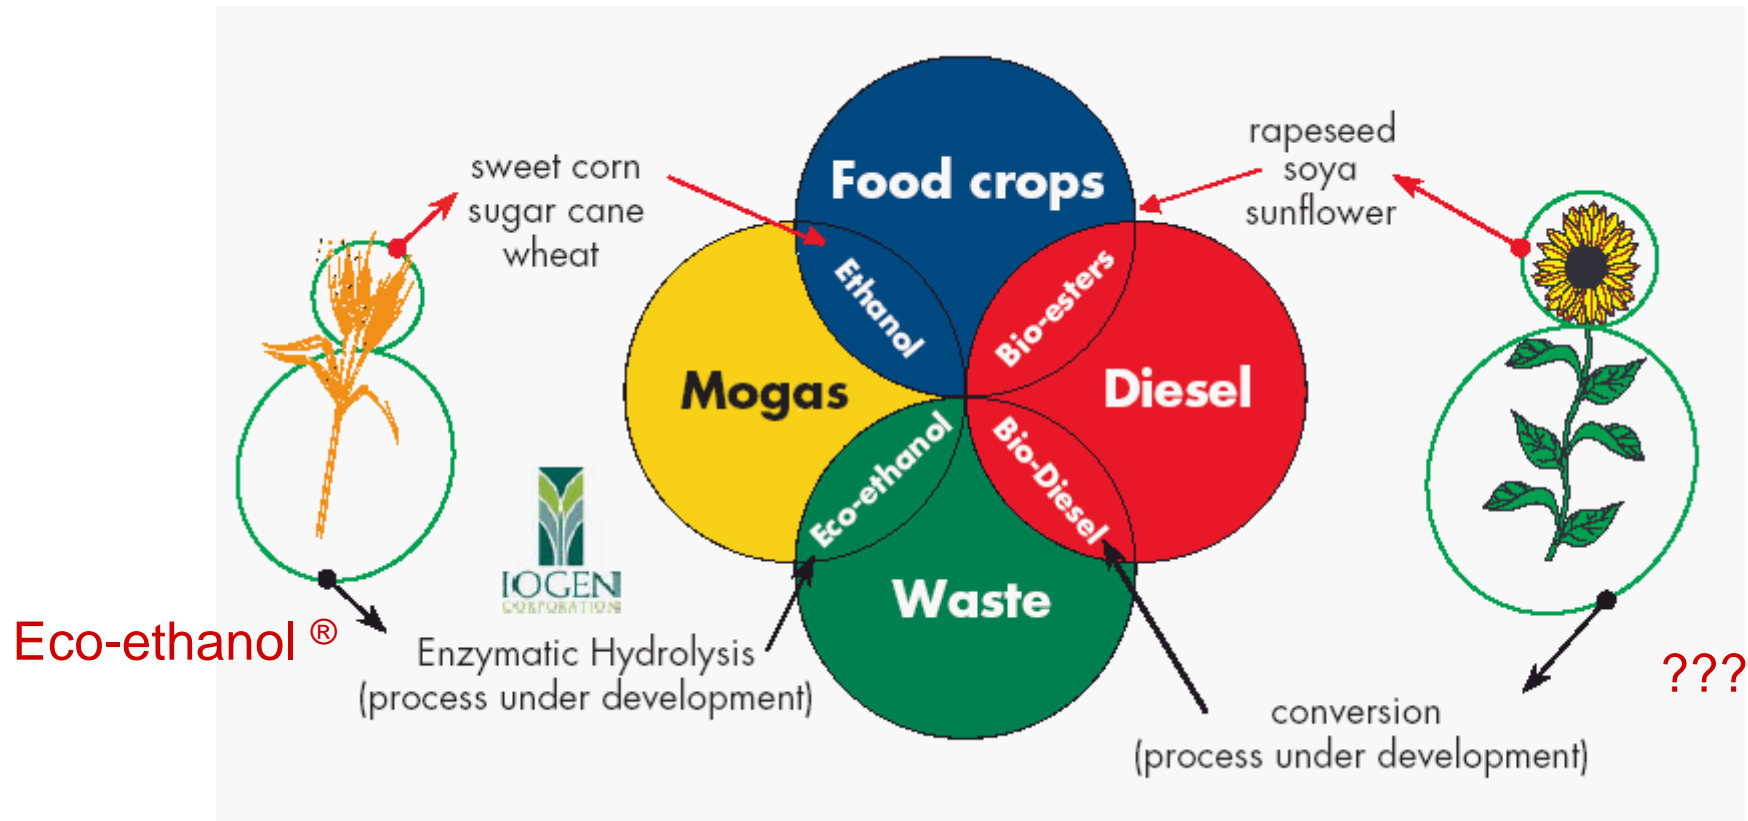 sweet corn
sugar cane
wheat
Food crops
rapeseed
soya
sunflower
Ethanol
Bio-esters
Mogas
Diesel
Eco-ethanol
Bio-Diesel
Waste
IOGEN
CORPORATION
Eco-ethanol ®
Enzymatic Hydrolysis
(process under development)
???
conversion
(process under development)